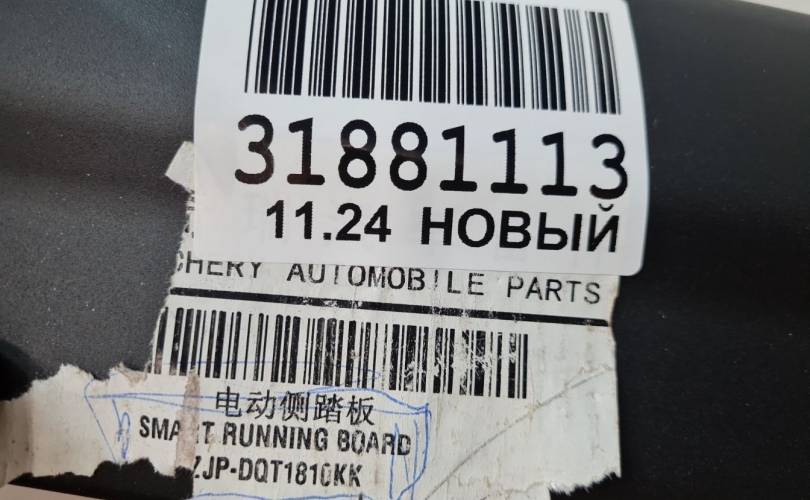 31881113
11.24 НОВЫЙ
CHERY AUTOMOBILE PARTS
电动侧踏板
SMART RUNNING BOARD
ZJP-DQT1810KK